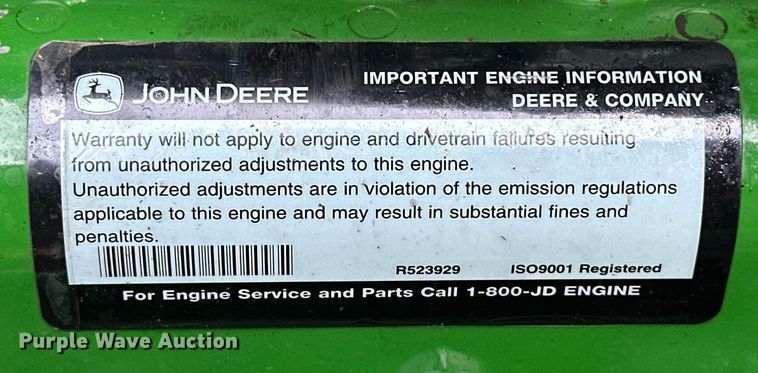 JOHN DEERE
IMPORTANT ENGINE INFORMATION
DEERE & COMPANY
Warranty will not apply to engine and drivetrain failures resulting
from unauthorized adjustments to this engine.
Unauthorized adjustments are in violation of the emission regulations
applicable to this engine and may result in substantial fines and
penalties.
R523929 ISO9001 Registered
For Engine Service and Parts Call 1-800-JD ENGINE
Purple Wave Auction